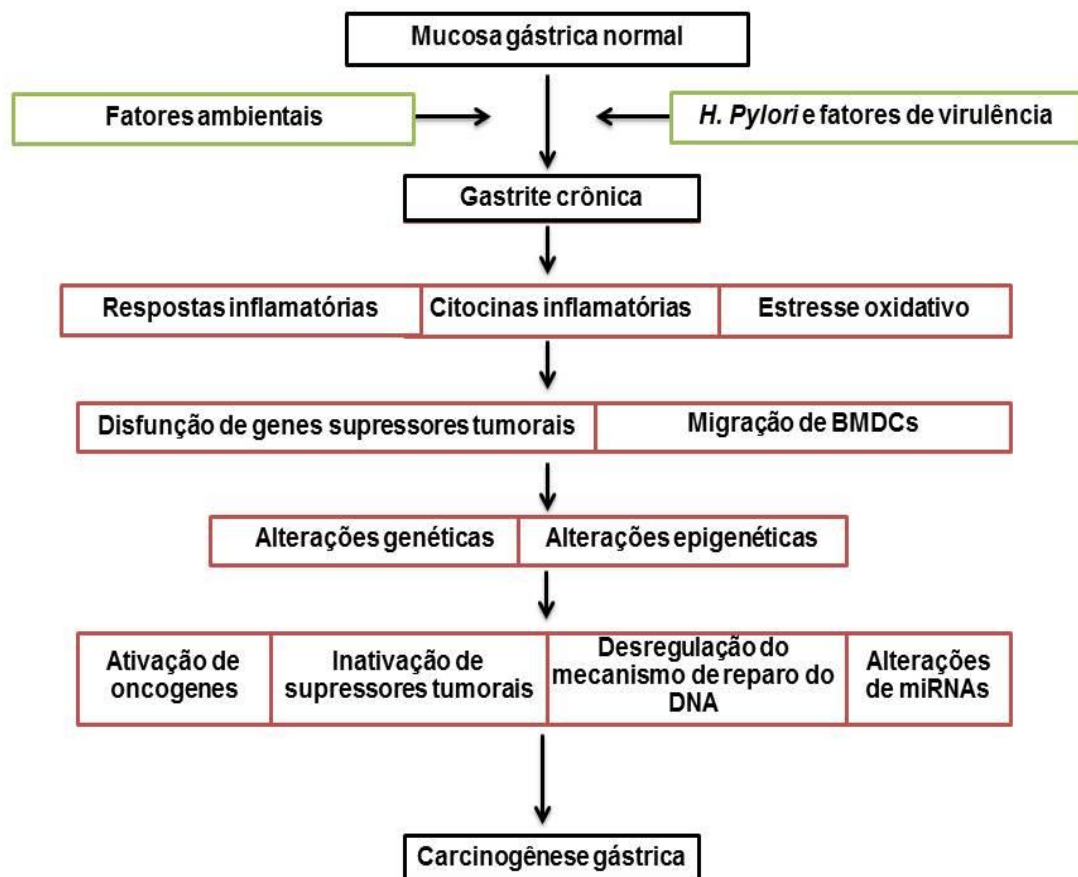 Mucosa gástrica normal
Fatores ambientais
H. Pylori e fatores de virulência
Gastrite crônica
Respostas inflamatórias
Citocinas inflamatórias
Estresse oxidativo
Disfunção de genes supressores tumorais
Migração de BMDCs
Alterações genéticas
Alterações epigenéticas
Ativação de
oncogenes
Inativação de
supressores tumorais
Desregulação do
mecanismo de reparo do
DNA
Alterações
de miRNAs
Carcinogênese gástrica